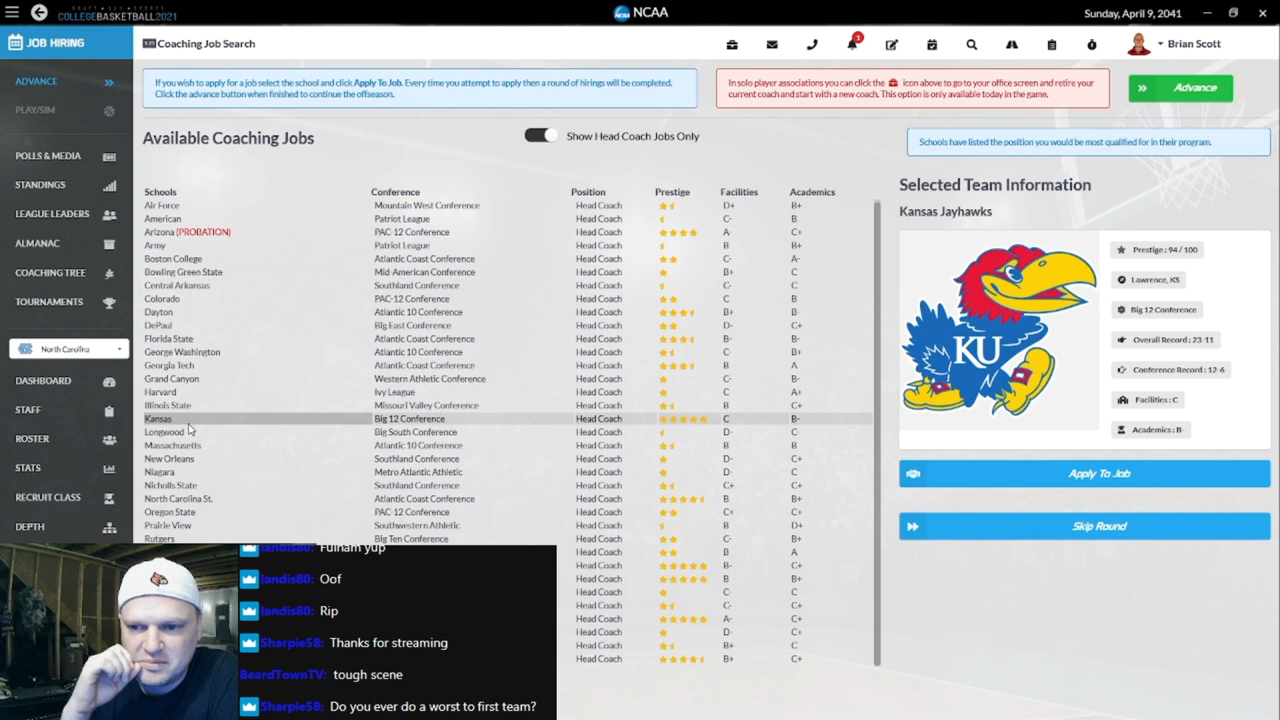 DRAFT DAY SPORTS
COLLEGE BASKETBALL 2021
NCAA
Sunday, April 9, 2041
JOB HIRING
Coaching Job Search
1
Brian Scott
ADVANCE
PLAY/SIM
POLLS & MEDIA
STANDINGS
LEAGUE LEADERS
ALMANAC
COACHING TREE
TOURNAMENTS
North Carolina
DASHBOARD
STAFF
ROSTER
STATS
RECRUIT CLASS
DEPTH
If you wish to apply for a job select the school and click Apply To Job. Every time you attempt to apply then a round of hirings will be completed.
Click the advance button when finished to continue the offseason.
In solo player associations you can click the icon above to go to your office screen and retire your
current coach and start with a new coach. This option is only available today in the game.
Advance
Available Coaching Jobs
Show Head Coach Jobs Only
Schools have listed the position you would be most qualified for in their program.
Schools Conference Position Prestige Facilities Academics
Air Force Mountain West Conference Head Coach D+ B+
American Patriot League Head Coach C- B
Arizona (PROBATION) PAC-12 Conference Head Coach A- C+
Army Patriot League Head Coach B B+
Boston College Atlantic Coast Conference Head Coach C- A-
Bowling Green State Mid-American Conference Head Coach B+ C
Central Arkansas Southland Conference Head Coach C- C
Colorado PAC-12 Conference Head Coach C B
Dayton Atlantic 10 Conference Head Coach B+ B-
DePaul Big East Conference Head Coach D- C+
Florida State Atlantic Coast Conference Head Coach B- B-
George Washington Atlantic 10 Conference Head Coach C- B+
Georgia Tech Atlantic Coast Conference Head Coach B A
Grand Canyon Western Athletic Conference Head Coach C- B-
Harvard Ivy League Head Coach C A+
Illinois State Missouri Valley Conference Head Coach B C+
Kansas Big 12 Conference Head Coach C B-
Longwood Big South Conference Head Coach D- C-
Massachusetts Atlantic 10 Conference Head Coach B B
New Orleans Southland Conference Head Coach D- C+
Niagara Metro Atlantic Athletic Head Coach D- C
Nicholls State Southland Conference Head Coach C+ C+
North Carolina St. Atlantic Coast Conference Head Coach B B+
Oregon State PAC-12 Conference Head Coach C+ C+
Prairie View Southwestern Athletic Head Coach B D+
Rutgers Big Ten Conference Head Coach C- B+
Head Coach B A
Head Coach B- C+
Head Coach B B+
Head Coach C C
Head Coach C- C+
Head Coach A- C+
Head Coach D- C+
Head Coach B+ C
Head Coach B+ C+
Selected Team Information
Kansas Jayhawks
KU
Prestige : 94 / 100
Lawrence, KS
Big 12 Conference
Overall Record : 23-11
Conference Record : 12-6
Facilities : C
Academics : B-
Apply To Job
Skip Round
landis80: Fulham yup
landis80: Oof
landis80: Rip
Sharpie58: Thanks for streaming
BeardTownTV: tough scene
Sharpie58: Do you ever do a worst to first team?